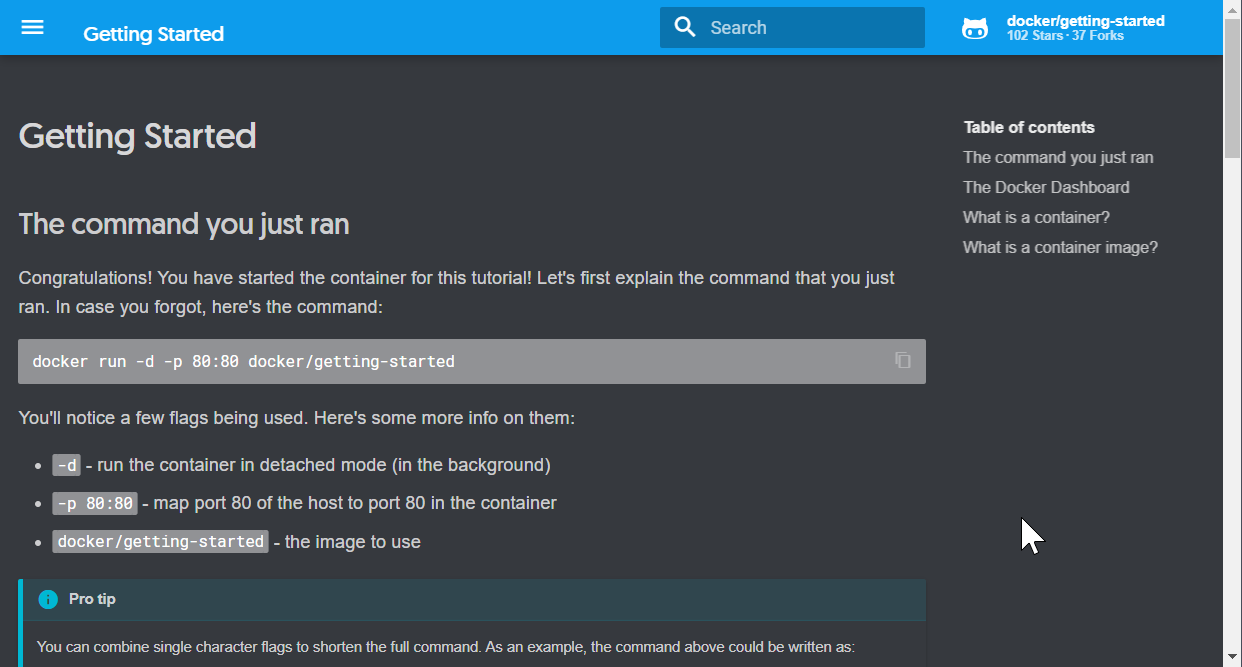 Getting Started
Search
docker/getting-started
102 Stars · 37 Forks
Getting Started
The command you just ran
Congratulations! You have started the container for this tutorial! Let's first explain the command that you just
ran. In case you forgot, here's the command:
docker run -d -p 80:80 docker/getting-started
You'll notice a few flags being used. Here's some more info on them:
• -d - run the container in detached mode (in the background)
• -p 80:80 - map port 80 of the host to port 80 in the container
• docker/getting-started - the image to use
Pro tip
You can combine single character flags to shorten the full command. As an example, the command above could be written as:
Table of contents
The command you just ran
The Docker Dashboard
What is a container?
What is a container image?